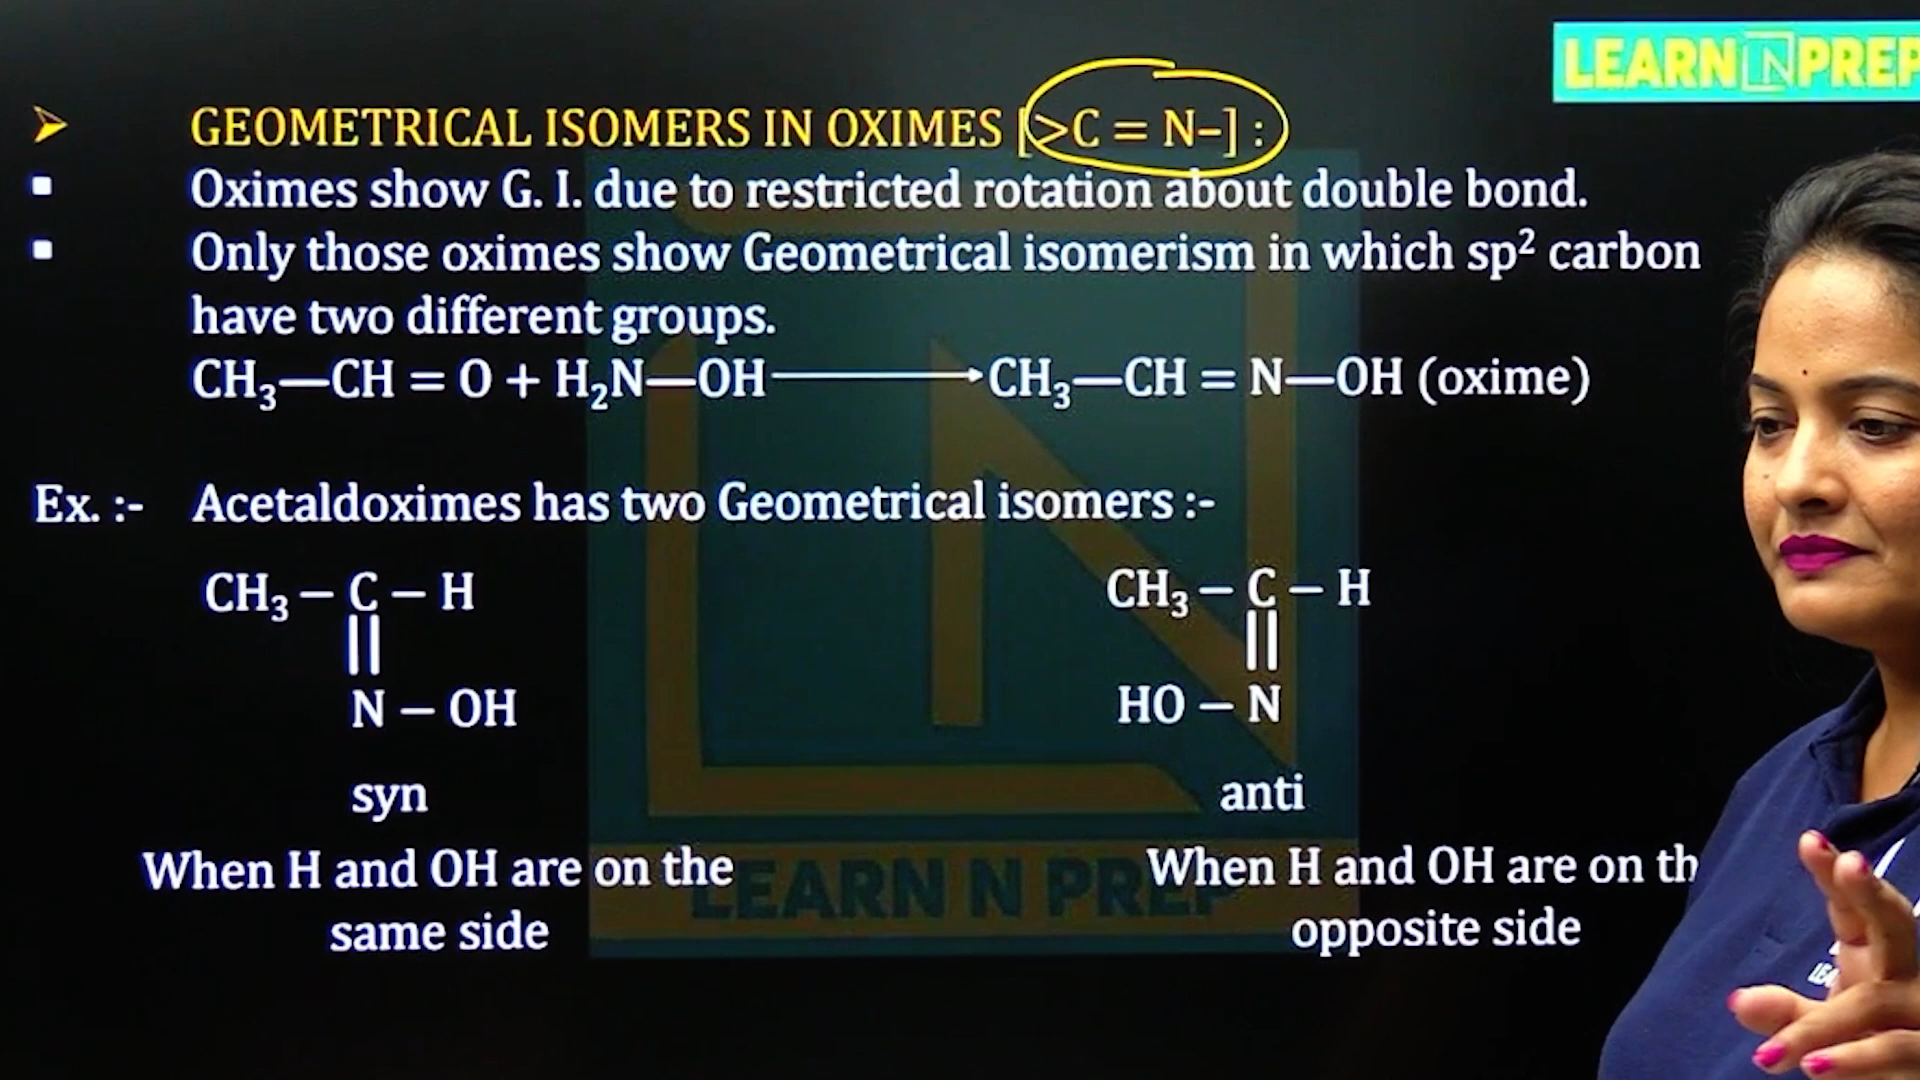 LEARN N PREP
➤ GEOMETRICAL ISOMERS IN OXIMES [>C = N–] :
▪ Oximes show G. I. due to restricted rotation about double bond.
▪ Only those oximes show Geometrical isomerism in which sp² carbon
have two different groups.
CH₃—CH = O + H₂N—OH ⟶ CH₃—CH = N—OH (oxime)
Ex. :- Acetaldoximes has two Geometrical isomers :-
CH₃ – C – H CH₃ – C – H
|| ||
N – OH HO – N
syn anti
When H and OH are on the When H and OH are on th
same side opposite side
LEARN N PREP